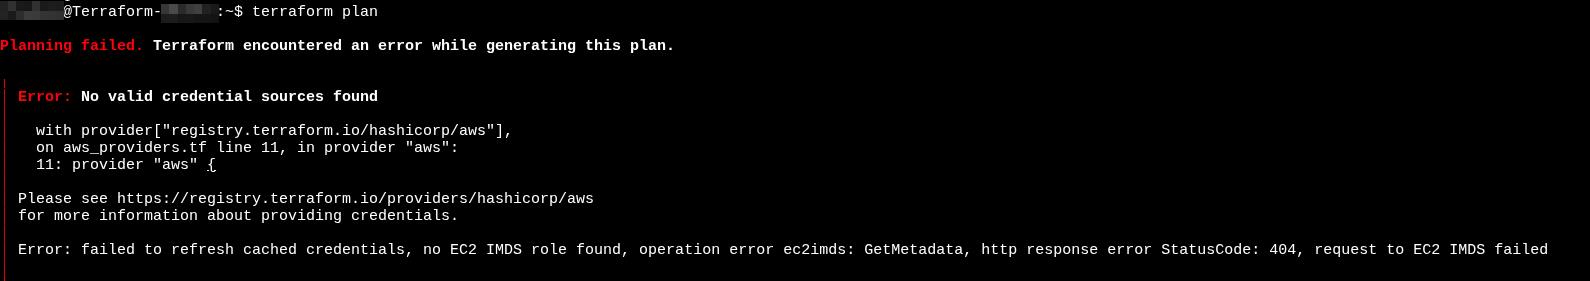 @Terraform- :~$ terraform plan
Planning failed. Terraform encountered an error while generating this plan.
Error: No valid credential sources found
with provider["registry.terraform.io/hashicorp/aws"],
on aws_providers.tf line 11, in provider "aws":
11: provider "aws" {
Please see https://registry.terraform.io/providers/hashicorp/aws
for more information about providing credentials.
Error: failed to refresh cached credentials, no EC2 IMDS role found, operation error ec2imds: GetMetadata, http response error StatusCode: 404, request to EC2 IMDS failed